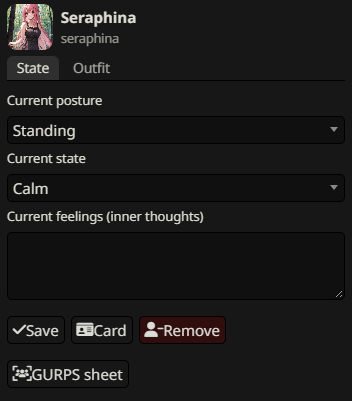 Seraphina
seraphina
State Outfit
Current posture
Standing
Current state
Calm
Current feelings (inner thoughts)
Save Card Remove
GURPS sheet